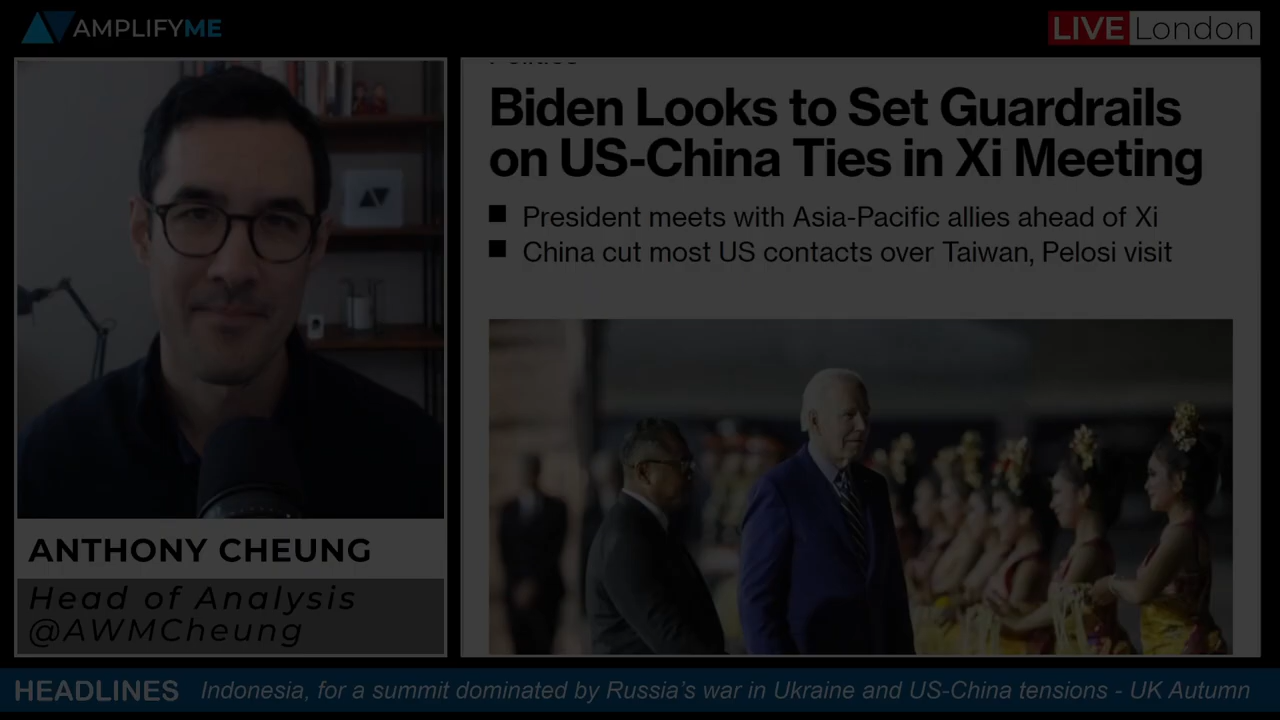 AMPLIFYME
LIVE London
Biden Looks to Set Guardrails
on US-China Ties in Xi Meeting
President meets with Asia-Pacific allies ahead of Xi
China cut most US contacts over Taiwan, Pelosi visit
ANTHONY CHEUNG
Head of Analysis
@AWMCheung
HEADLINES Indonesia, for a summit dominated by Russia's war in Ukraine and US-China tensions - UK Autumn